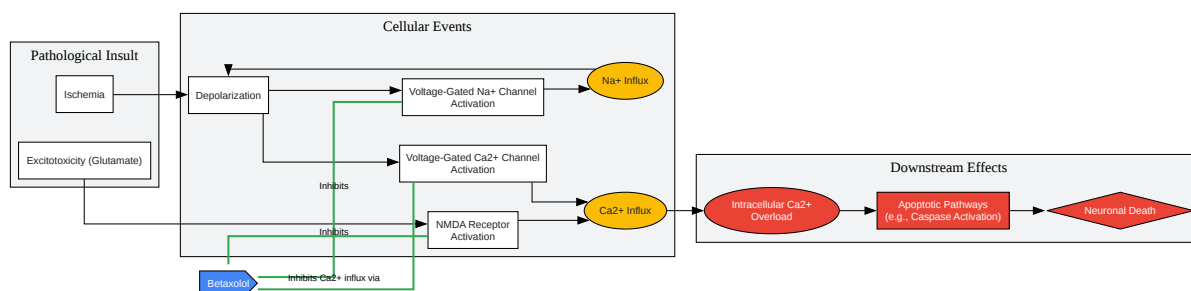 Pathological Insult
Ischemia
Excitotoxicity (Glutamate)
Cellular Events
Depolarization
Voltage-Gated Na+ Channel
Activation
Na+ Influx
Voltage-Gated Ca2+ Channel
Activation
Inhibits
NMDA Receptor
Activation
Ca2+ Influx
Inhibits
Betaxolol
Inhibits Ca2+ influx via
Downstream Effects
Intracellular Ca2+
Overload
Apoptotic Pathways
(e.g., Caspase Activation)
Neuronal Death